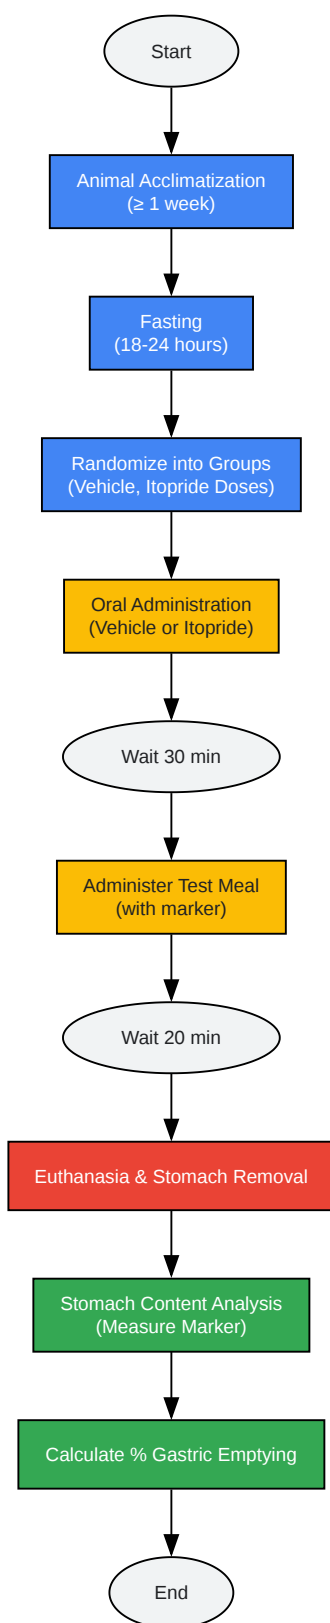 Start
Animal Acclimatization
(≥ 1 week)
Fasting
(18-24 hours)
Randomize into Groups
(Vehicle, Itopride Doses)
Oral Administration
(Vehicle or Itopride)
Wait 30 min
Administer Test Meal
(with marker)
Wait 20 min
Euthanasia & Stomach Removal
Stomach Content Analysis
(Measure Marker)
Calculate % Gastric Emptying
End